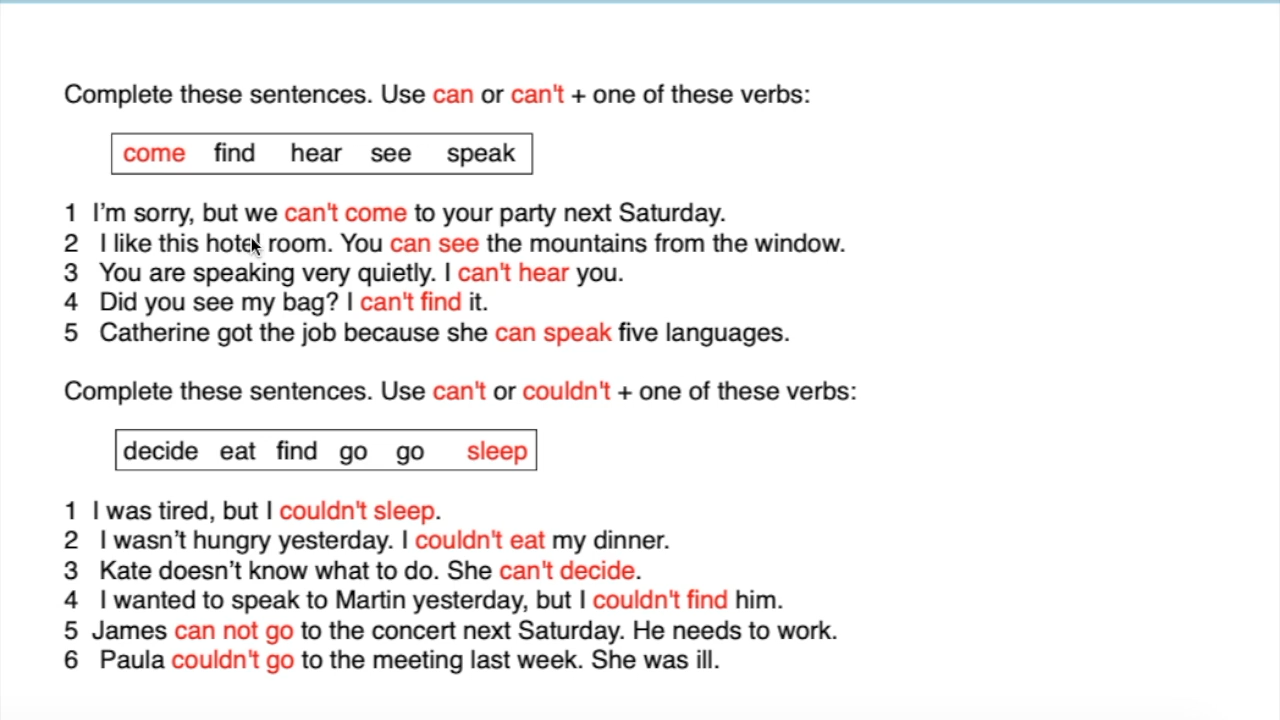 Complete these sentences. Use can or can't + one of these verbs:
come find hear see speak
1 I’m sorry, but we can't come to your party next Saturday.
2 I like this hotel room. You can see the mountains from the window.
3 You are speaking very quietly. I can't hear you.
4 Did you see my bag? I can't find it.
5 Catherine got the job because she can speak five languages.
Complete these sentences. Use can't or couldn't + one of these verbs:
decide eat find go go sleep
1 I was tired, but I couldn't sleep.
2 I wasn’t hungry yesterday. I couldn't eat my dinner.
3 Kate doesn’t know what to do. She can't decide.
4 I wanted to speak to Martin yesterday, but I couldn't find him.
5 James can not go to the concert next Saturday. He needs to work.
6 Paula couldn't go to the meeting last week. She was ill.